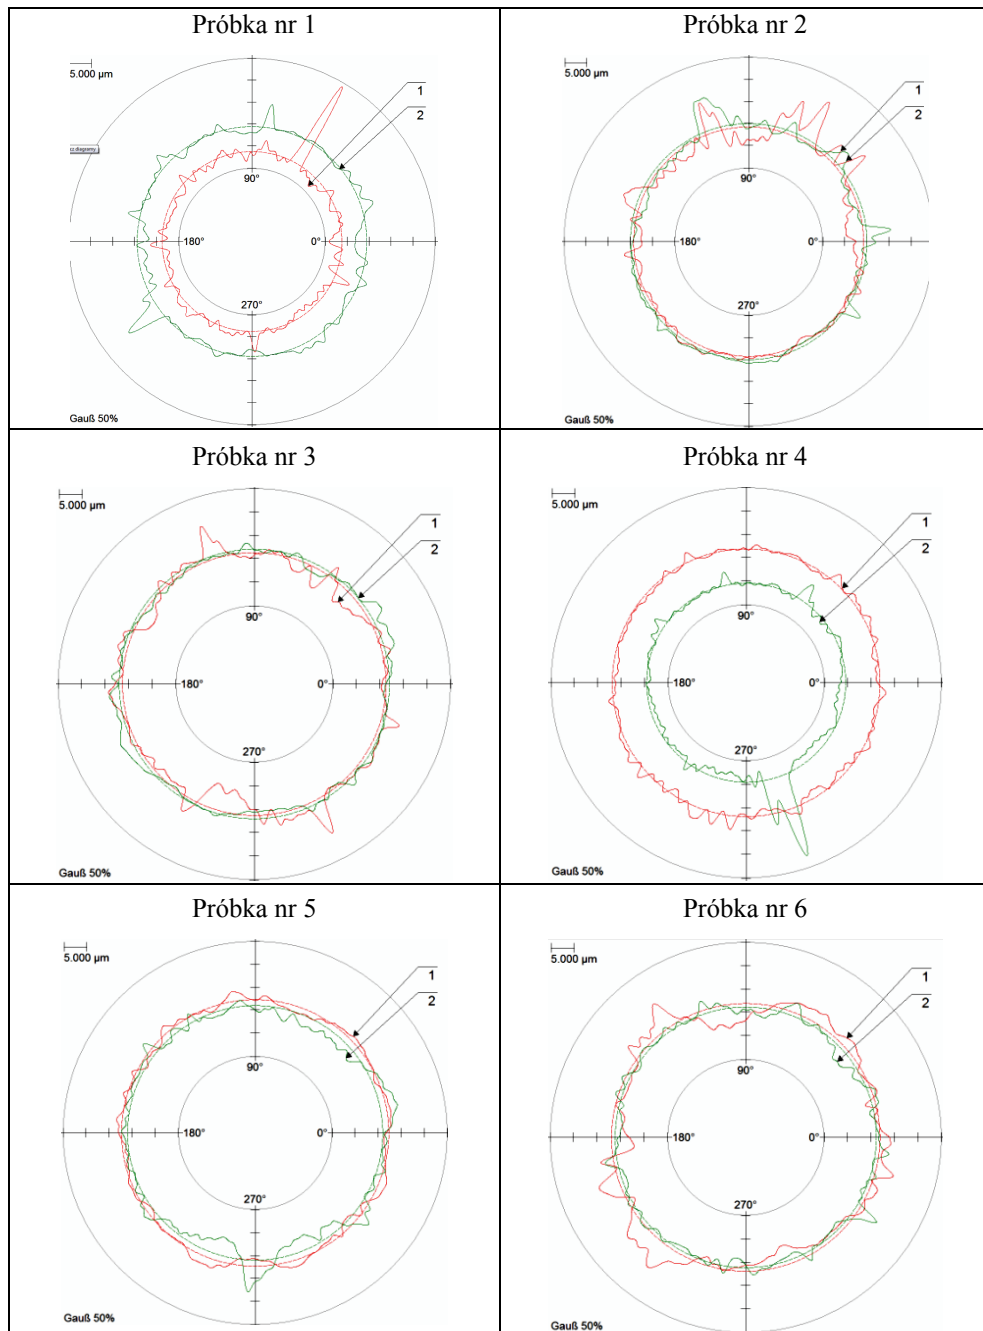 Próbka nr 1
5.000 µm
1
2
cz diagramy
90°
180°
0°
270°
Gauß 50%
Próbka nr 2
5.000 µm
1
2
90°
180°
0°
270°
Gauß 50%
Próbka nr 3
5.000 µm
1
2
90°
180°
0°
270°
Gauß 50%
Próbka nr 4
5.000 µm
1
2
90°
180°
0°
270°
Gauß 50%
Próbka nr 5
5.000 µm
1
2
90°
180°
0°
270°
Gauß 50%
Próbka nr 6
5.000 µm
1
2
90°
180°
0°
270°
Gauß 50%